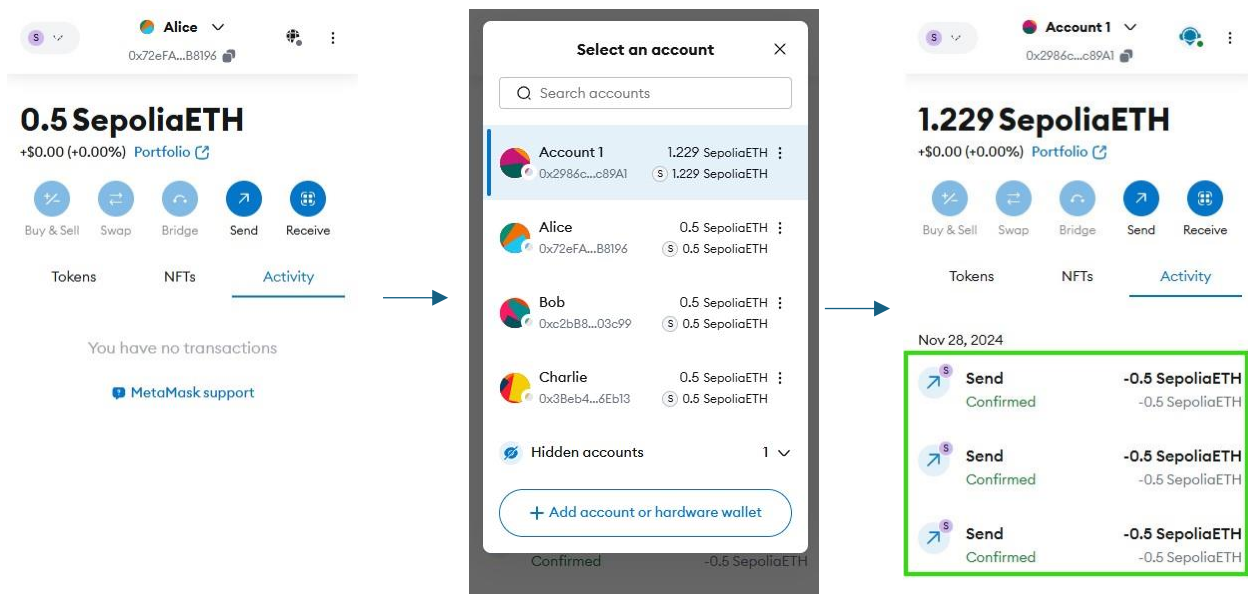 S
Alice
0x72eFA...B8196
0.5 SepoliaETH
+$0.00 (+0.00%) Portfolio
Buy & Sell Swap Bridge Send Receive
Tokens NFTs Activity
You have no transactions
MetaMask support
Select an account
Search accounts
Account 1 1.229 SepoliaETH
0x2986c...c89A1 S 1.229 SepoliaETH
Alice 0.5 SepoliaETH
0x72eFA...B8196 S 0.5 SepoliaETH
Bob 0.5 SepoliaETH
0xc2bB8...03c99 S 0.5 SepoliaETH
Charlie 0.5 SepoliaETH
0x3Beb4...6Eb13 S 0.5 SepoliaETH
Hidden accounts 1
+ Add account or hardware wallet
Confirmed -0.5 SepoliaETH
S
Account 1
0x2986c...c89A1
1.229 SepoliaETH
+$0.00 (+0.00%) Portfolio
Buy & Sell Swap Bridge Send Receive
Tokens NFTs Activity
Nov 28, 2024
S Send -0.5 SepoliaETH
Confirmed -0.5 SepoliaETH
S Send -0.5 SepoliaETH
Confirmed -0.5 SepoliaETH
S Send -0.5 SepoliaETH
Confirmed -0.5 SepoliaETH